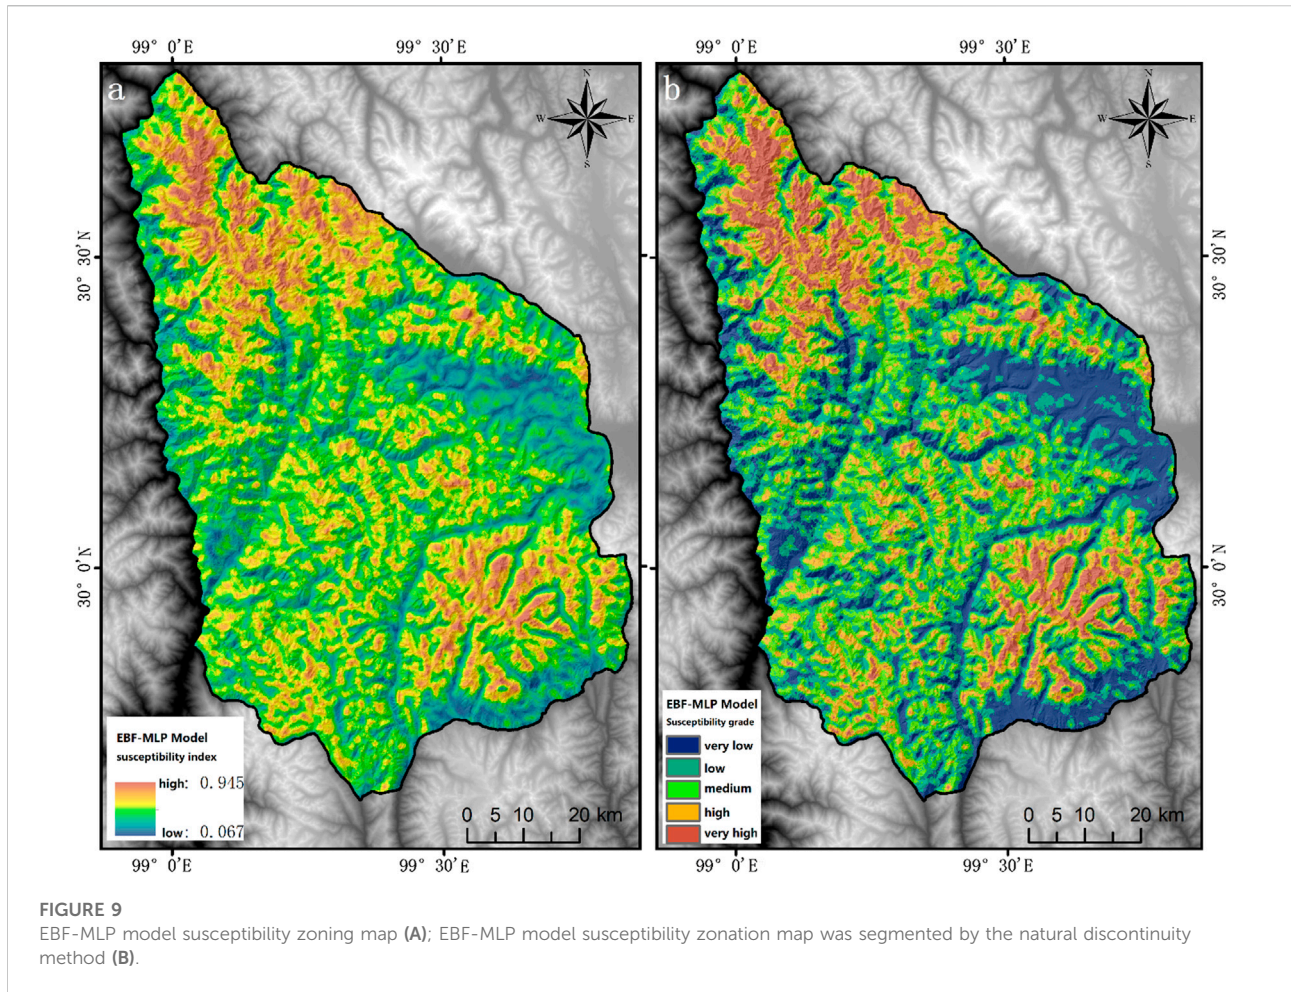 99° 0′E
99° 30′E
99° 0′E
99° 30′E
a
N
W
E
S
b
N
W
E
S
30° 30′N
30° 30′N
30° 0′N
30° 0′N
EBF-MLP Model
susceptibility index
high: 0.945
low: 0.067
0 5 10 20 km
EBF-MLP Model
Susceptibility grade
very low
low
medium
high
very high
0 5 10 20 km
99° 0′E
99° 30′E
99° 0′E
99° 30′E
FIGURE 9
EBF-MLP model susceptibility zoning map (A); EBF-MLP model susceptibility zonation map was segmented by the natural discontinuity
method (B).